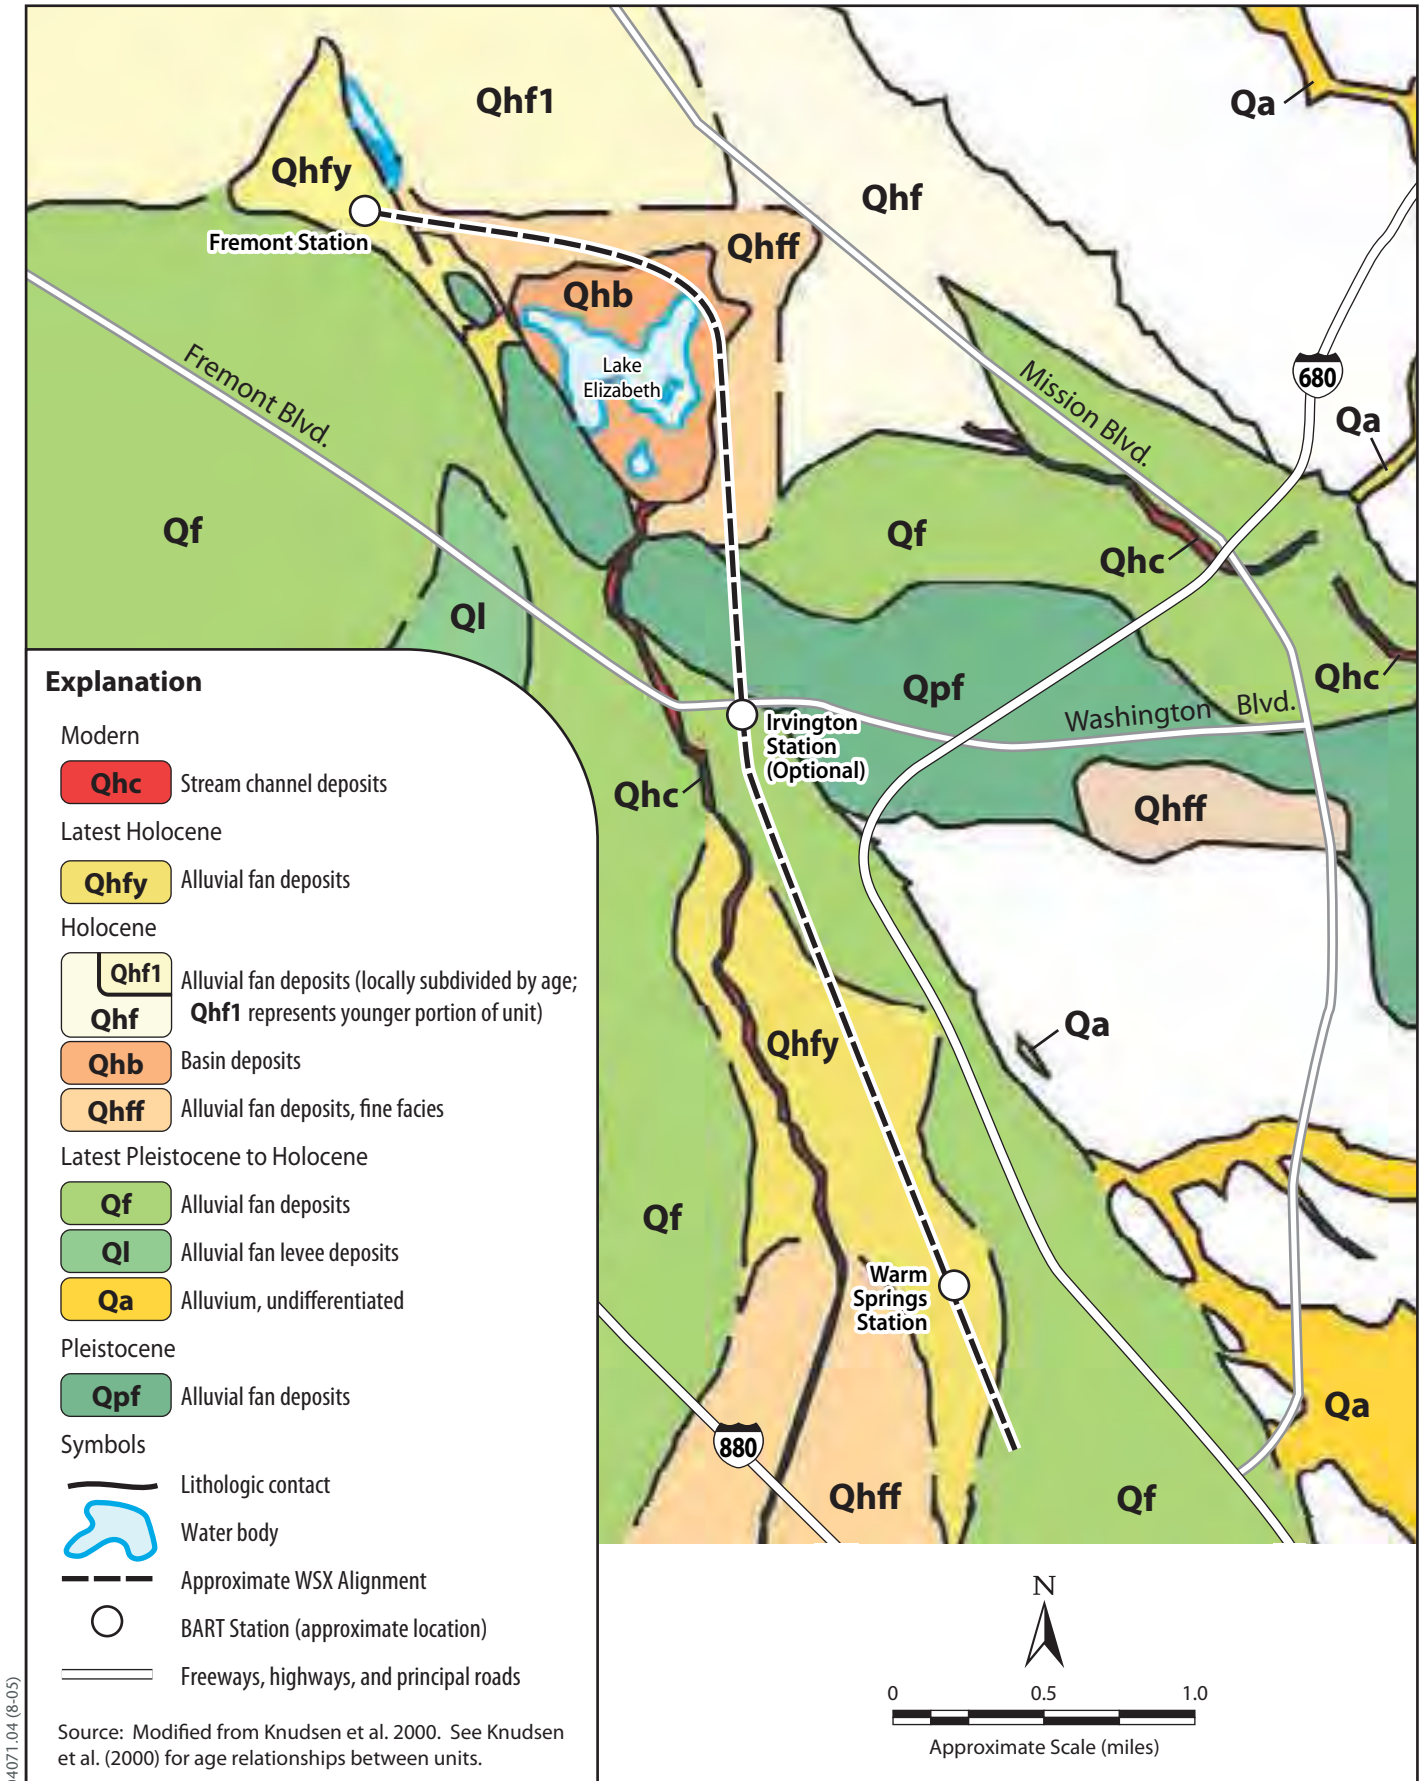 Qhf1
Qa
Qhfy
Qhf
Fremont Station
Qhff
Qhb
Lake
Elizabeth
Fremont Blvd.
Mission Blvd.
680
Qa
Qf
Qf
Qhc
Ql
Qpf
Qhc
Washington Blvd.
Irvington
Station
(Optional)
Qhc
Qhff
Qa
Qhfy
Qf
Warm
Springs
Station
Qa
880
Qhff
Qf
Explanation
Modern
Qhc Stream channel deposits
Latest Holocene
Qhfy Alluvial fan deposits
Holocene
Qhf1
Qhf
Alluvial fan deposits (locally subdivided by age;
Qhf1 represents younger portion of unit)
Qhb Basin deposits
Qhff Alluvial fan deposits, fine facies
Latest Pleistocene to Holocene
Qf Alluvial fan deposits
Ql Alluvial fan levee deposits
Qa Alluvium, undifferentiated
Pleistocene
Qpf Alluvial fan deposits
Symbols
Lithologic contact
Water body
Approximate WSX Alignment
BART Station (approximate location)
Freeways, highways, and principal roads
Source: Modified from Knudsen et al. 2000. See Knudsen
et al. (2000) for age relationships between units.
N
0 0.5 1.0
Approximate Scale (miles)
04071.04 (8-05)